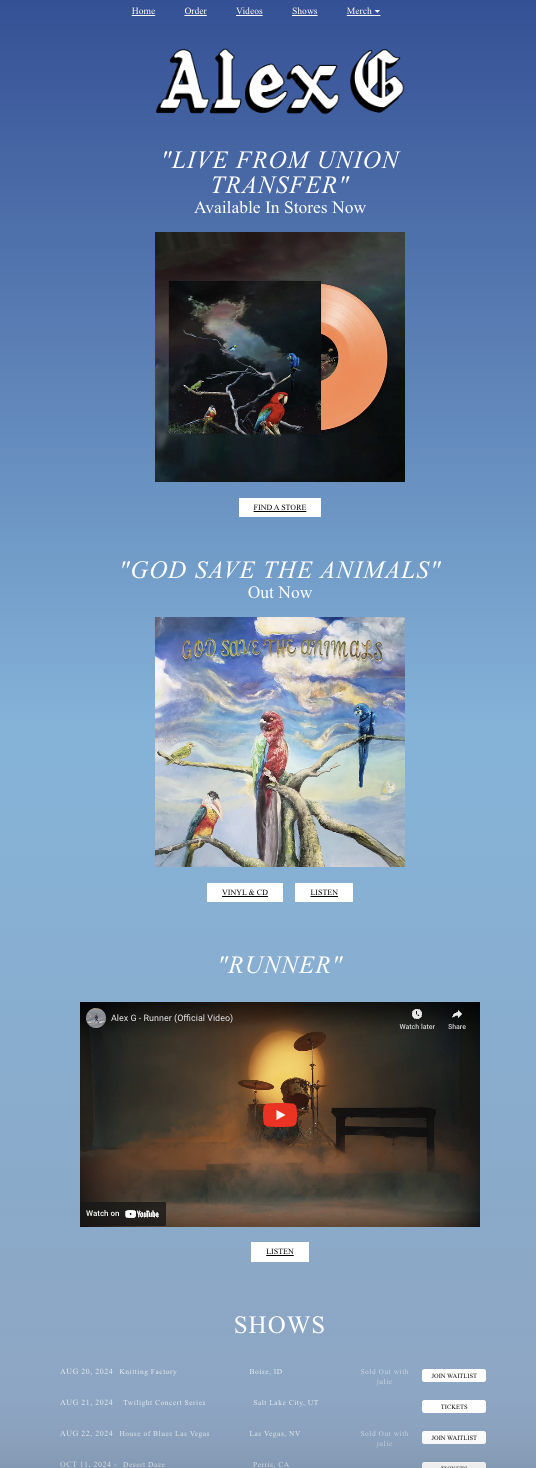 Home Order Videos Shows Merch
Alex G
"LIVE FROM UNION
TRANSFER"
Available In Stores Now
FIND A STORE
"GOD SAVE THE ANIMALS"
Out Now
GOD SAVE THE ANIMALS
VINYL & CD LISTEN
"RUNNER"
Alex G - Runner (Official Video)
Watch later Share
Watch on YouTube
LISTEN
SHOWS
AUG 20, 2024 Knitting Factory Boise, ID Sold Out with
julie JOIN WAITLIST
AUG 21, 2024 Twilight Concert Series Salt Lake City, UT TICKETS
AUG 22, 2024 House of Blues Las Vegas Las Vegas, NV Sold Out with
julie JOIN WAITLIST
OCT 11, 2024 - Desert Daze Perris, CA TICKETS